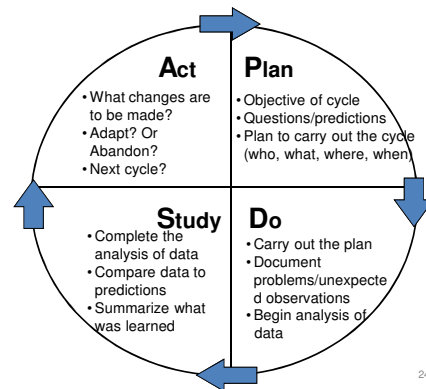 Act
• What changes are
to be made?
• Adapt? Or
Abandon?
• Next cycle?
Plan
• Objective of cycle
• Questions/predictions
• Plan to carry out the cycle
(who, what, where, when)
Study
• Complete the
analysis of data
• Compare data to
predictions
• Summarize what
was learned
Do
• Carry out the plan
• Document
problems/unexpecte
d observations
• Begin analysis of
data
24